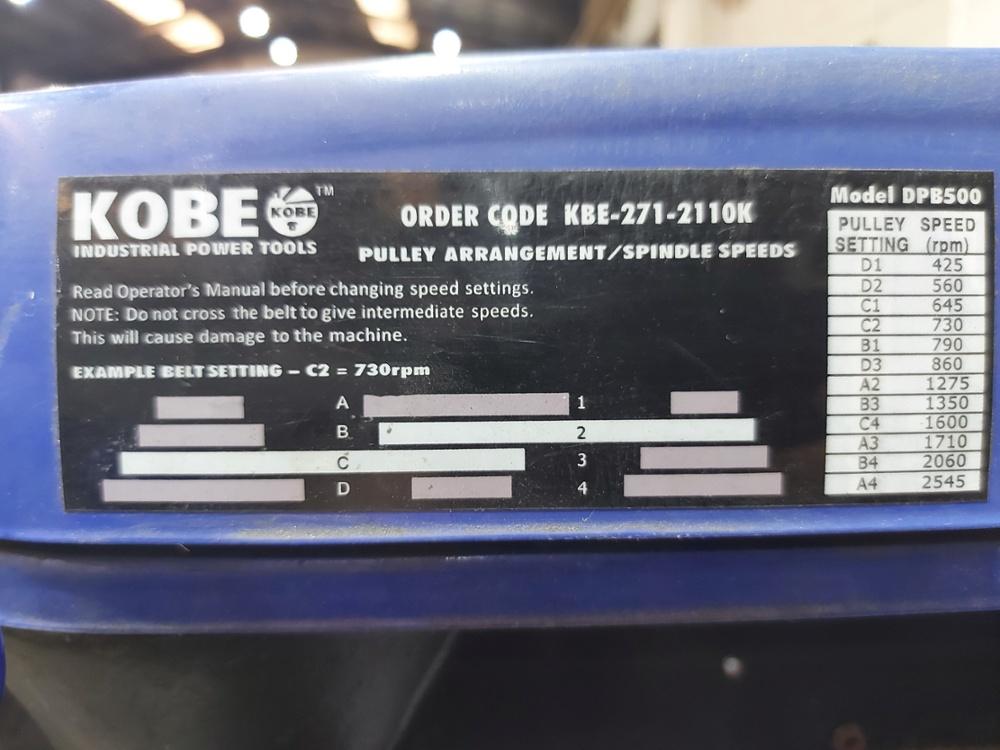 KOBE KOBE ™
INDUSTRIAL POWER TOOLS
ORDER CODE KBE-271-2110K
PULLEY ARRANGEMENT/SPINDLE SPEEDS
Read Operator's Manual before changing speed settings.
NOTE: Do not cross the belt to give intermediate speeds.
This will cause damage to the machine.
EXAMPLE BELT SETTING – C2 = 730rpm
A 1
B 2
C 3
D 4
Model DPB500
PULLEY SETTING SPEED (rpm)
D1 425
D2 560
C1 645
C2 730
B1 790
D3 860
A2 1275
B3 1350
C4 1600
A3 1710
B4 2060
A4 2545